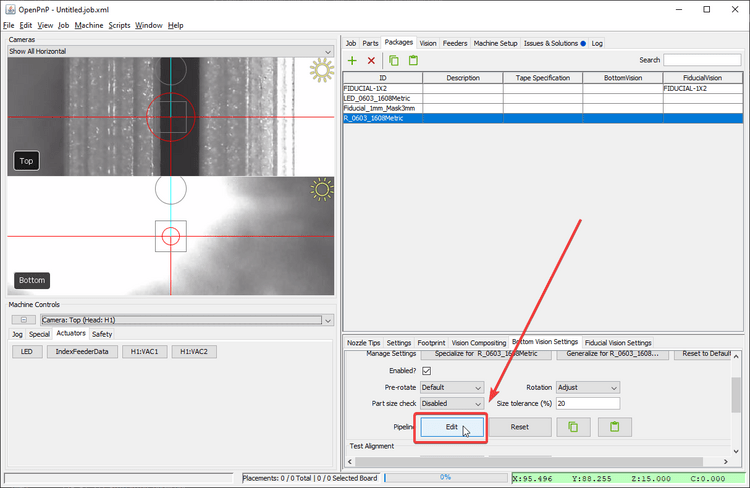 OpenPnP - Untitled.job.xml
File Edit View Job Machine Scripts Window Help
Cameras
Show All Horizontal
Top
Bottom
Machine Controls
Camera: Top (Head: H1)
Jog Special Actuators Safety
LED IndexFeederData H1:VAC1 H1:VAC2
Job Parts Packages Vision Feeders Machine Setup Issues & Solutions Log
Search
ID Description Tape Specification BottomVision FiducialVision
FIDUCIAL-1X2 FIDUCIAL-1X2
LED_0603_1608Metric
Fiducial_1mm_Mask3mm
R_0603_1608Metric
Nozzle Tips Settings Footprint Vision Compositing Bottom Vision Settings Fiducial Vision Settings
Manage Settings Specialize for R_0603_1608Metric Generalize for R_0603_1608... Reset to Default
Enabled?
Pre-rotate Default Rotation Adjust
Part size check Disabled Size tolerance (%) 20
Pipeline Edit Reset
Test Alignment
Placements: 0 / 0 Total | 0 / 0 Selected Board 0% X:95.496 Y:88.255 Z:15.000 C:0.000